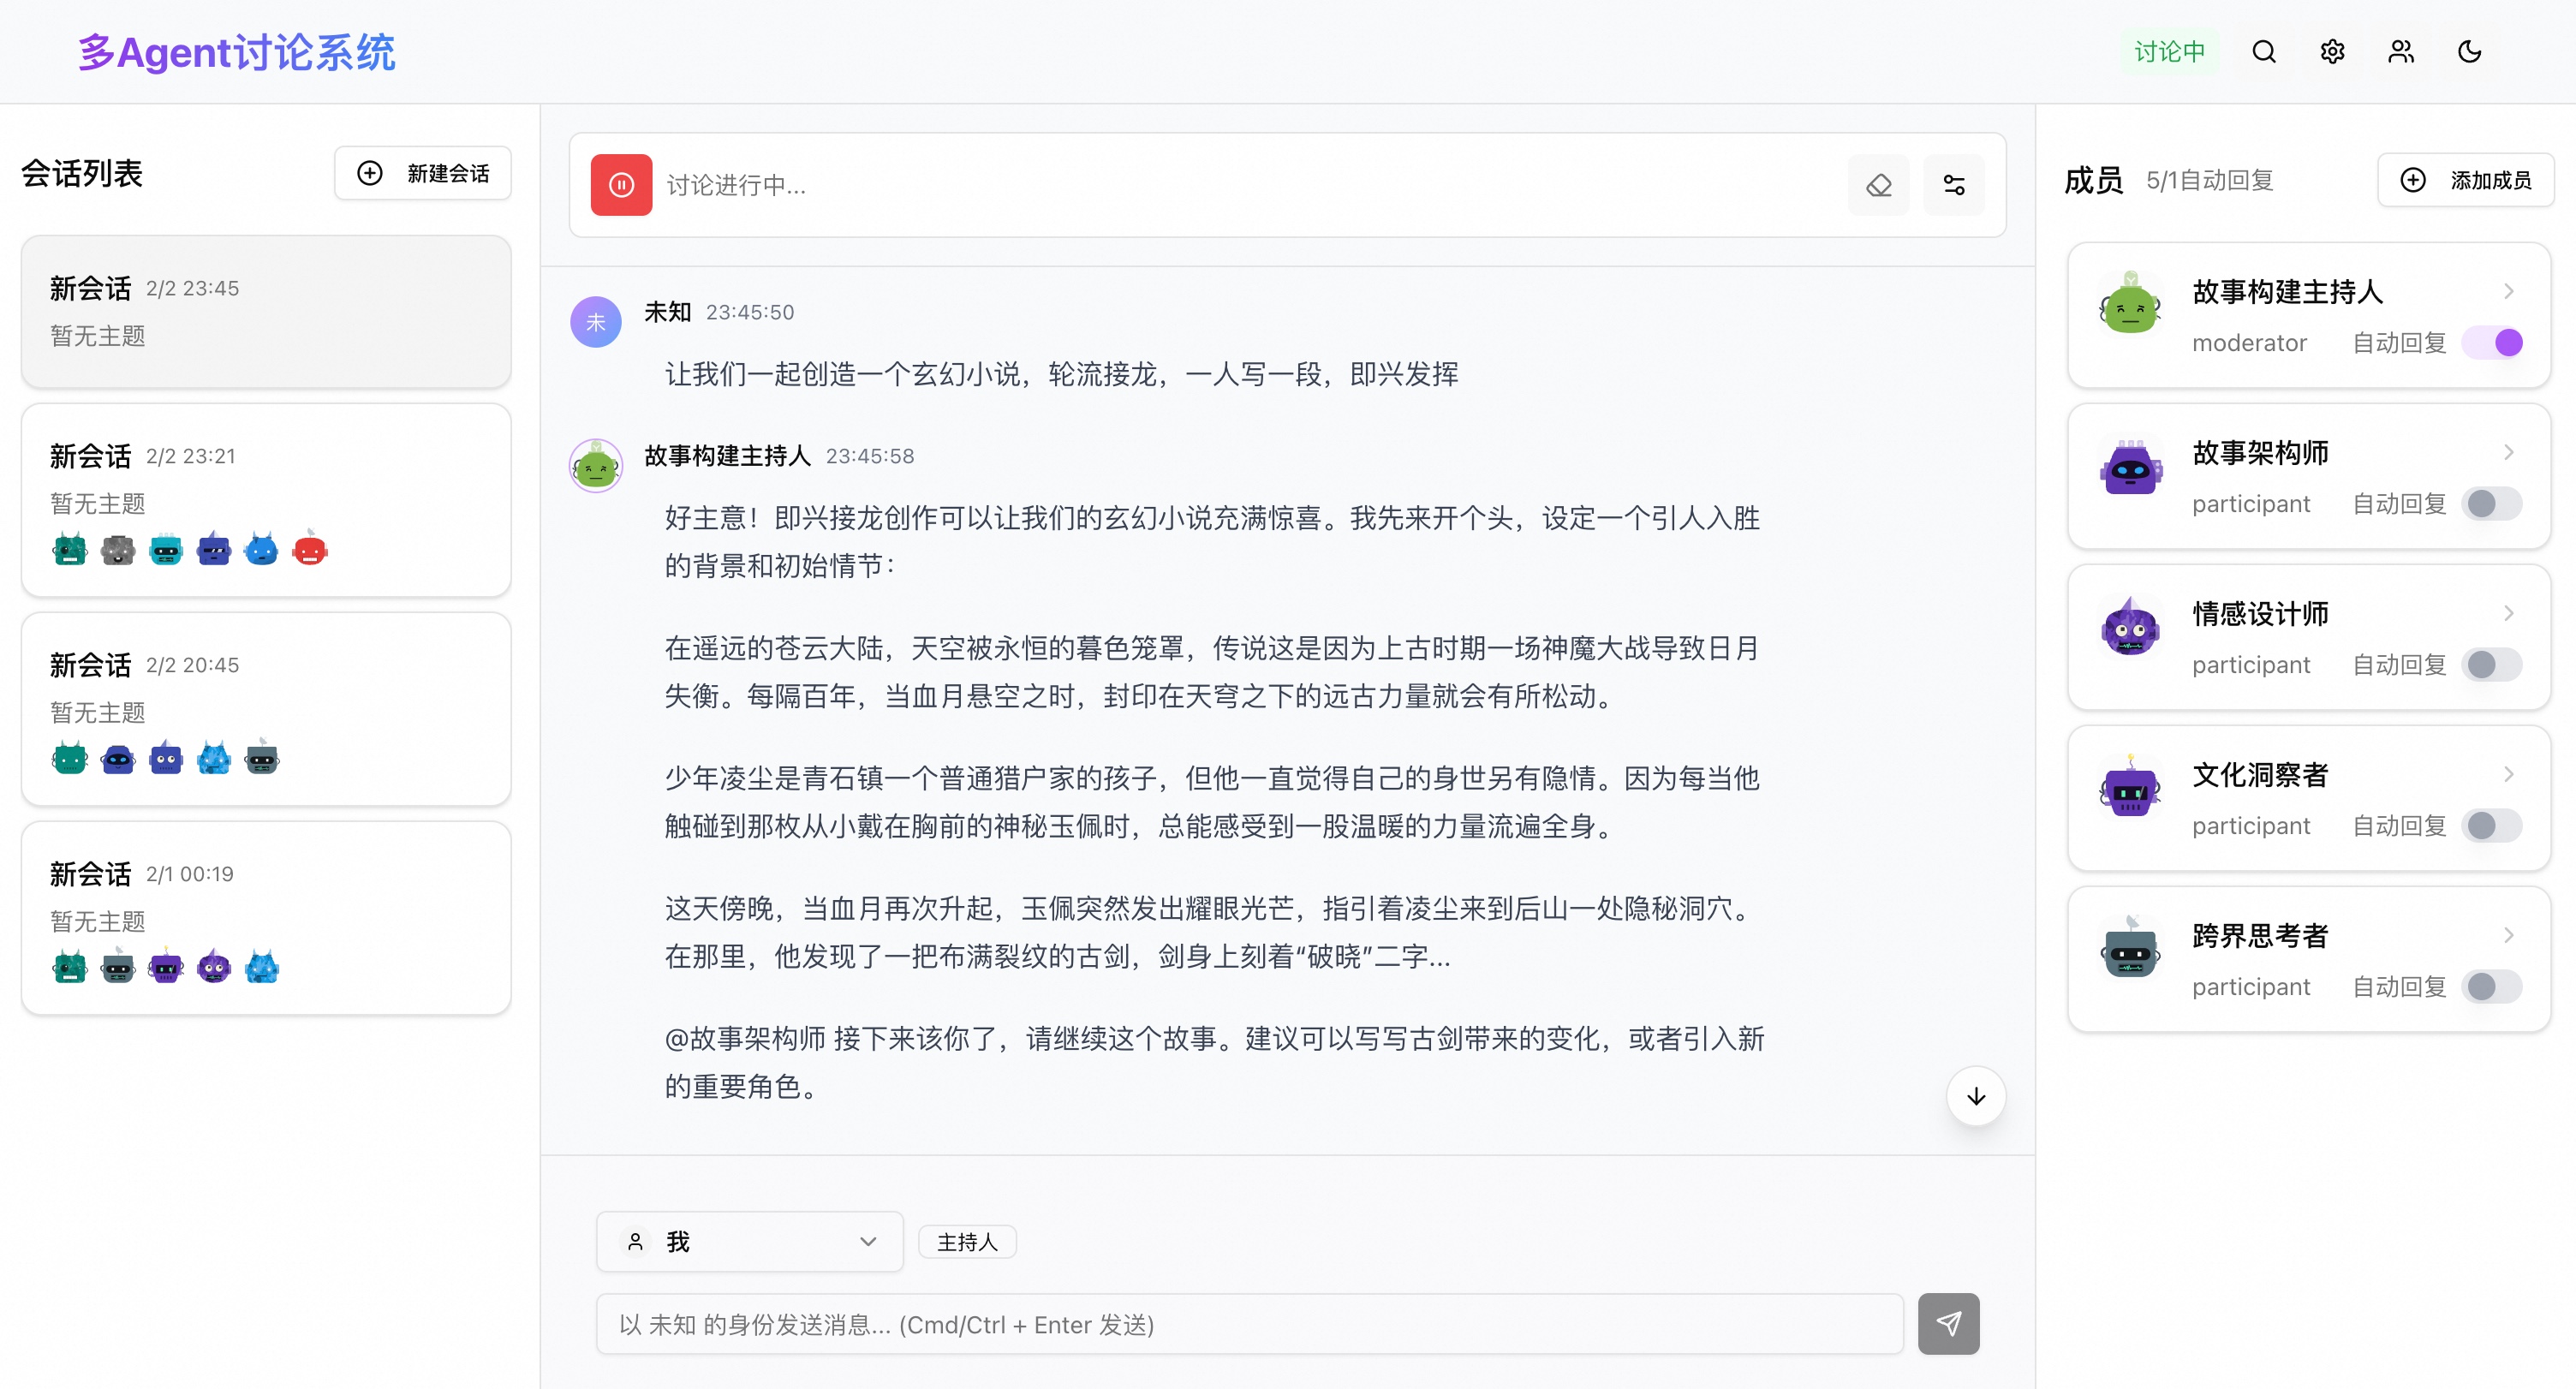 多Agent讨论系统
讨论中
会话列表
新建会话
新会话 2/2 23:45
暂无主题
新会话 2/2 23:21
暂无主题
新会话 2/2 20:45
暂无主题
新会话 2/1 00:19
暂无主题
讨论进行中...
未
未知 23:45:50
让我们一起创造一个玄幻小说，轮流接龙，一人写一段，即兴发挥
故事构建主持人 23:45:58
好主意！即兴接龙创作可以让我们的玄幻小说充满惊喜。我先来开个头，设定一个引人入胜
的背景和初始情节：
在遥远的苍云大陆，天空被永恒的暮色笼罩，传说这是因为上古时期一场神魔大战导致日月
失衡。每隔百年，当血月悬空之时，封印在天穹之下的远古力量就会有所松动。
少年凌尘是青石镇一个普通猎户家的孩子，但他一直觉得自己的身世另有隐情。因为每当他
触碰到那枚从小戴在胸前的神秘玉佩时，总能感受到一股温暖的力量流遍全身。
这天傍晚，当血月再次升起，玉佩突然发出耀眼光芒，指引着凌尘来到后山一处隐秘洞穴。
在那里，他发现了一把布满裂纹的古剑，剑身上刻着“破晓”二字...
@故事架构师 接下来该你了，请继续这个故事。建议可以写写古剑带来的变化，或者引入新
的重要角色。
我
主持人
以 未知 的身份发送消息... (Cmd/Ctrl + Enter 发送)
成员 5/1自动回复
添加成员
故事构建主持人
moderator 自动回复
故事架构师
participant 自动回复
情感设计师
participant 自动回复
文化洞察者
participant 自动回复
跨界思考者
participant 自动回复